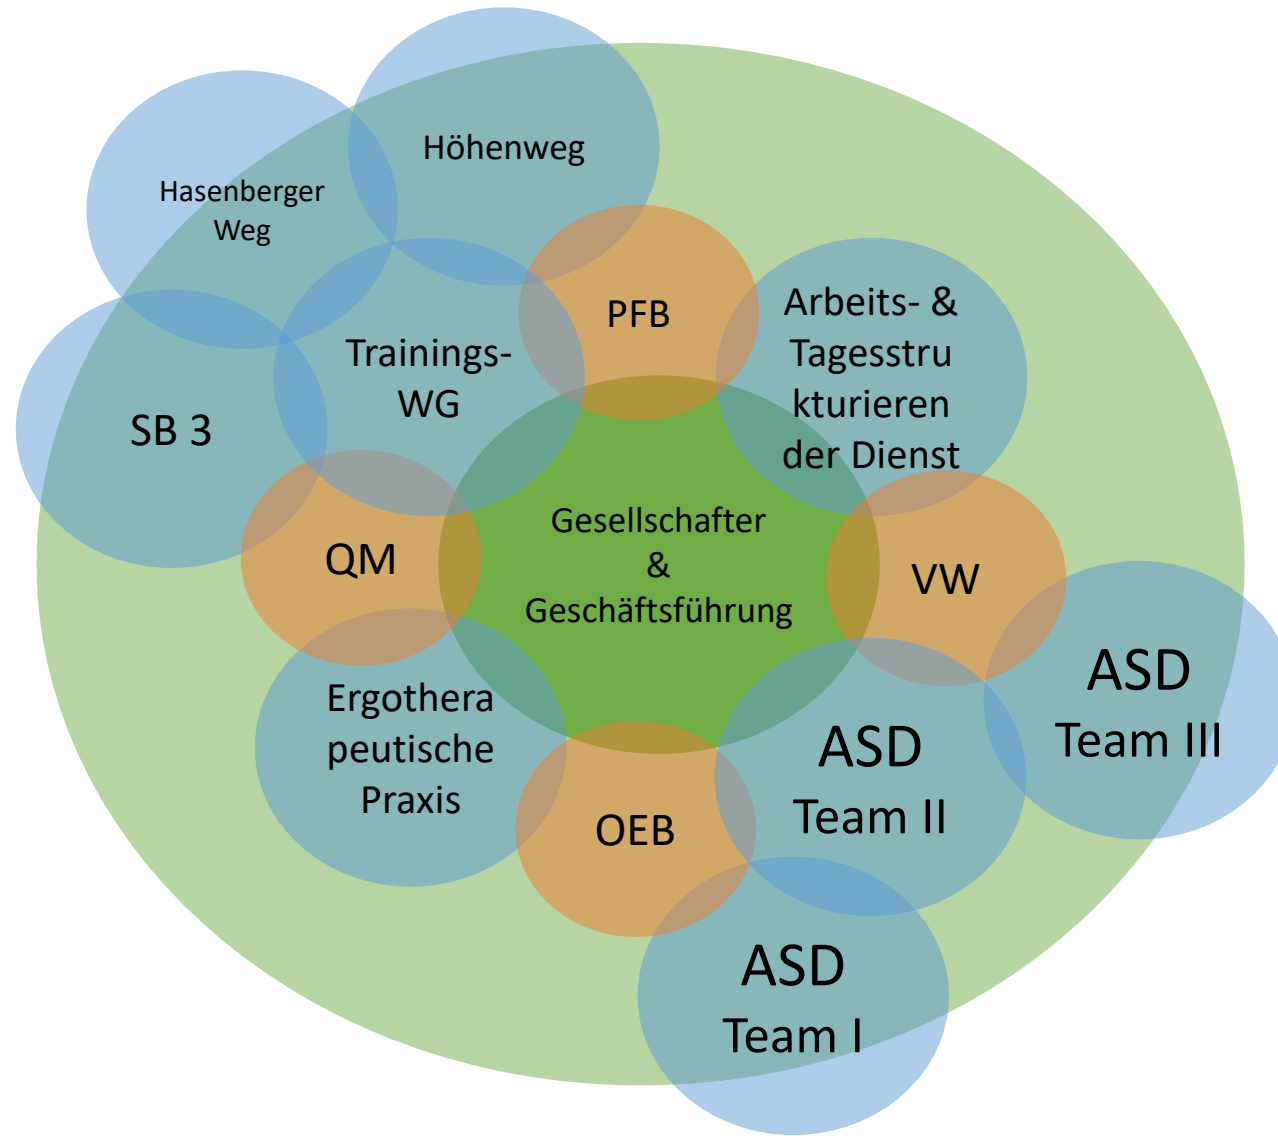 Höhenweg
Hasenberger
Weg
PFB
Arbeits- &
Tagesstru
kturieren
der Dienst
Trainings-
WG
SB 3
Gesellschafter
&
Geschäftsführung
QM
VW
ASD
Team III
Ergothera
peutische
Praxis
ASD
Team II
OEB
ASD
Team I